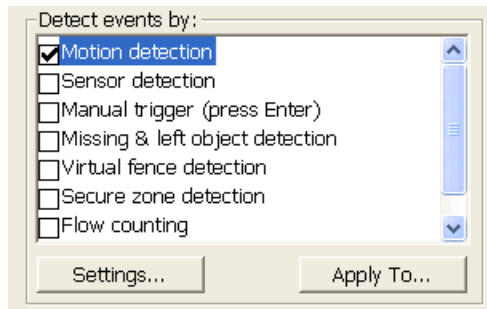 Detect events by:
Motion detection
Sensor detection
Manual trigger (press Enter)
Missing & left object detection
Virtual fence detection
Secure zone detection
Flow counting
Settings...
Apply To...